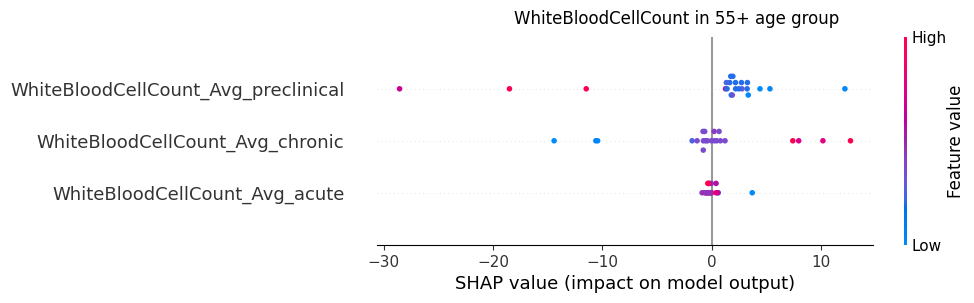 WhiteBloodCellCount in 55+ age group
High
WhiteBloodCellCount_Avg_preclinical
WhiteBloodCellCount_Avg_chronic
WhiteBloodCellCount_Avg_acute
Feature value
Low
−30 −20 −10 0 10
SHAP value (impact on model output)